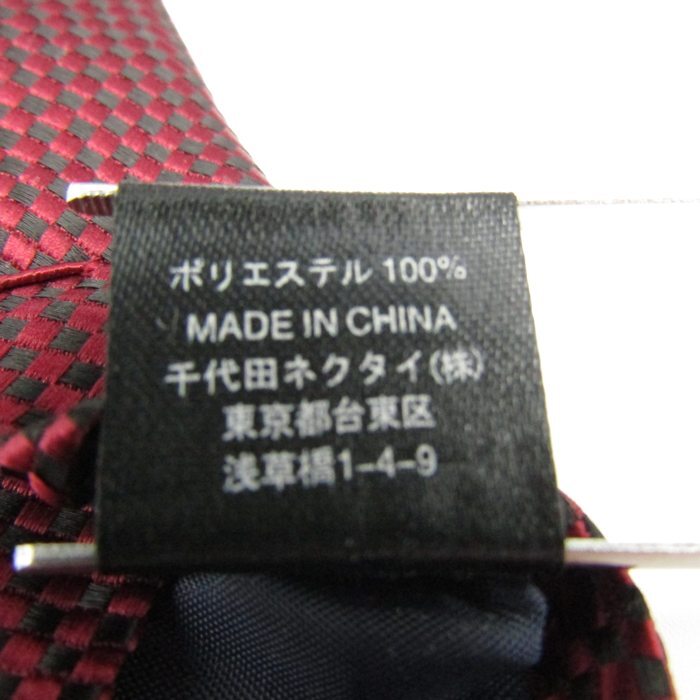 ポリエステル 100%
MADE IN CHINA
千代田ネクタイ(株)
東京都台東区
浅草橋1-4-9